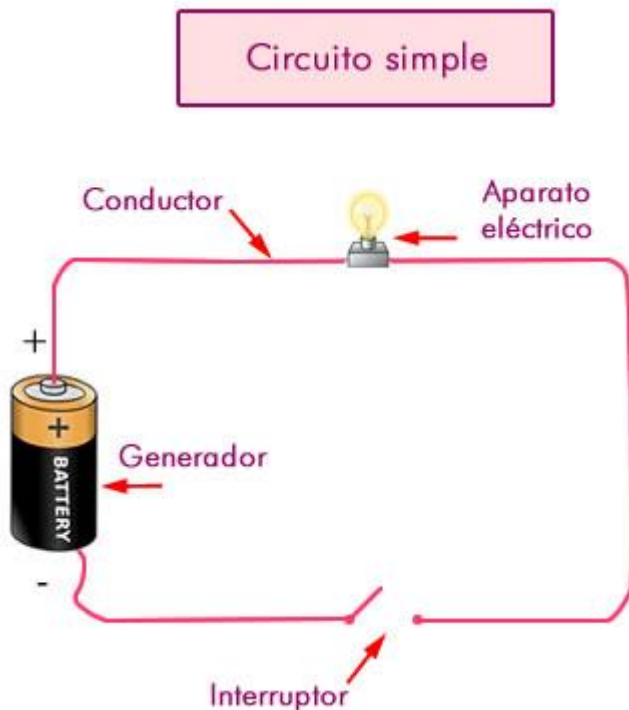 Circuito simple
Conductor
Aparato
eléctrico
+
+
BATTERY
Generador
-
Interruptor